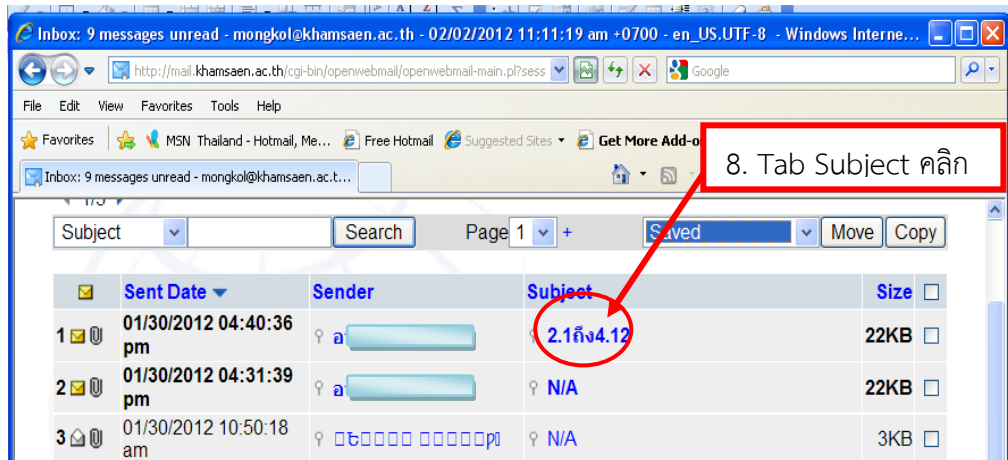 Inbox: 9 messages unread - mongkol@khamsaen.ac.th - 02/02/2012 11:11:19 am +0700 - en_US.UTF-8 - Windows Interne...
http://mail.khamsaen.ac.th/cgi-bin/openwebmail/openwebmail-main.pl?sess
Google
File Edit View Favorites Tools Help
Favorites MSN Thailand - Hotmail, Me... Free Hotmail Suggested Sites Get More Add-o
8. Tab Subject คลิก
Inbox: 9 messages unread - mongkol@khamsaen.ac.t...
1/3
Subject Search Page 1 + Saved Move Copy
Sent Date Sender Subject Size
1 01/30/2012 04:40:36 pm อ 2.1ถึง4.12 22KB
2 01/30/2012 04:31:39 pm อ N/A 22KB
3 01/30/2012 10:50:18 am N/A 3KB